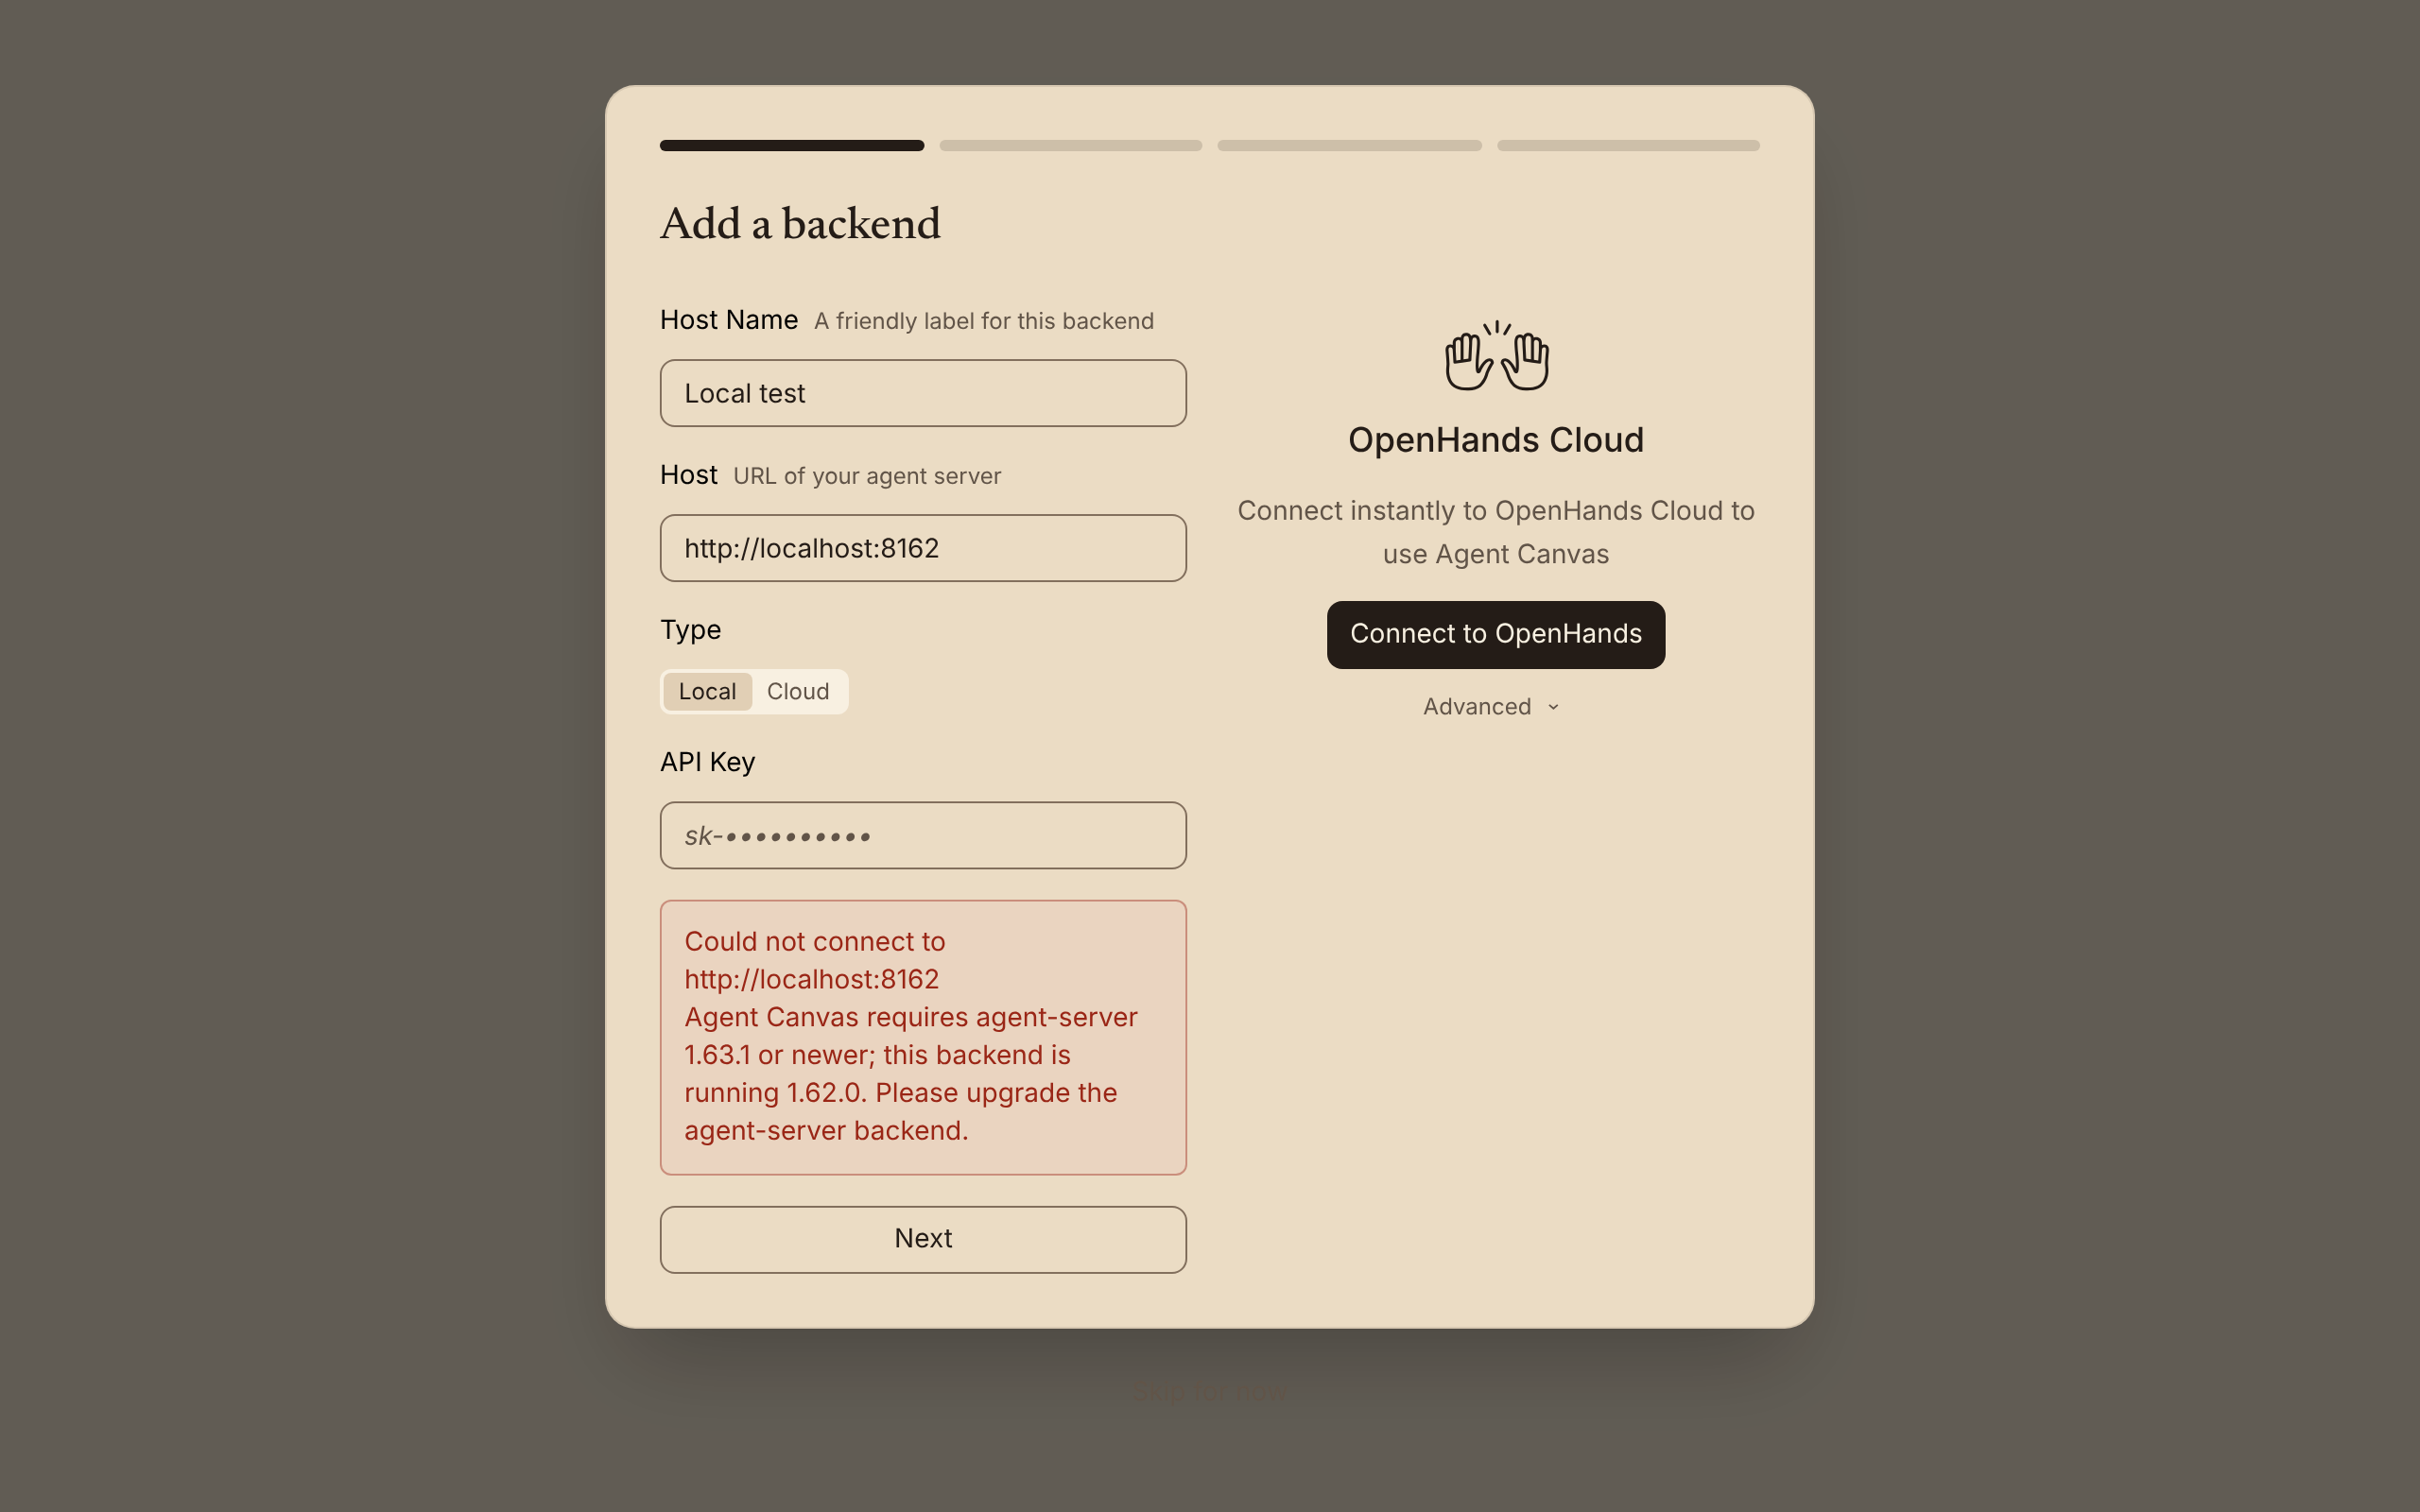 Add a backend
Host Name A friendly label for this backend
Local test
Host URL of your agent server
http://localhost:8162
Type
Local Cloud
API Key
sk-••••••••••
Could not connect to
http://localhost:8162
Agent Canvas requires agent-server
1.63.1 or newer; this backend is
running 1.62.0. Please upgrade the
agent-server backend.
Next
OpenHands Cloud
Connect instantly to OpenHands Cloud to
use Agent Canvas
Connect to OpenHands
Advanced
Skip for now